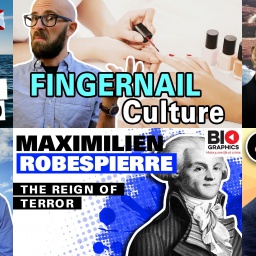 FINGERNAIL
Culture
MAXIMILIEN
ROBESPIERRE
THE REIGN OF
TERROR
BIO
GRAPHICS